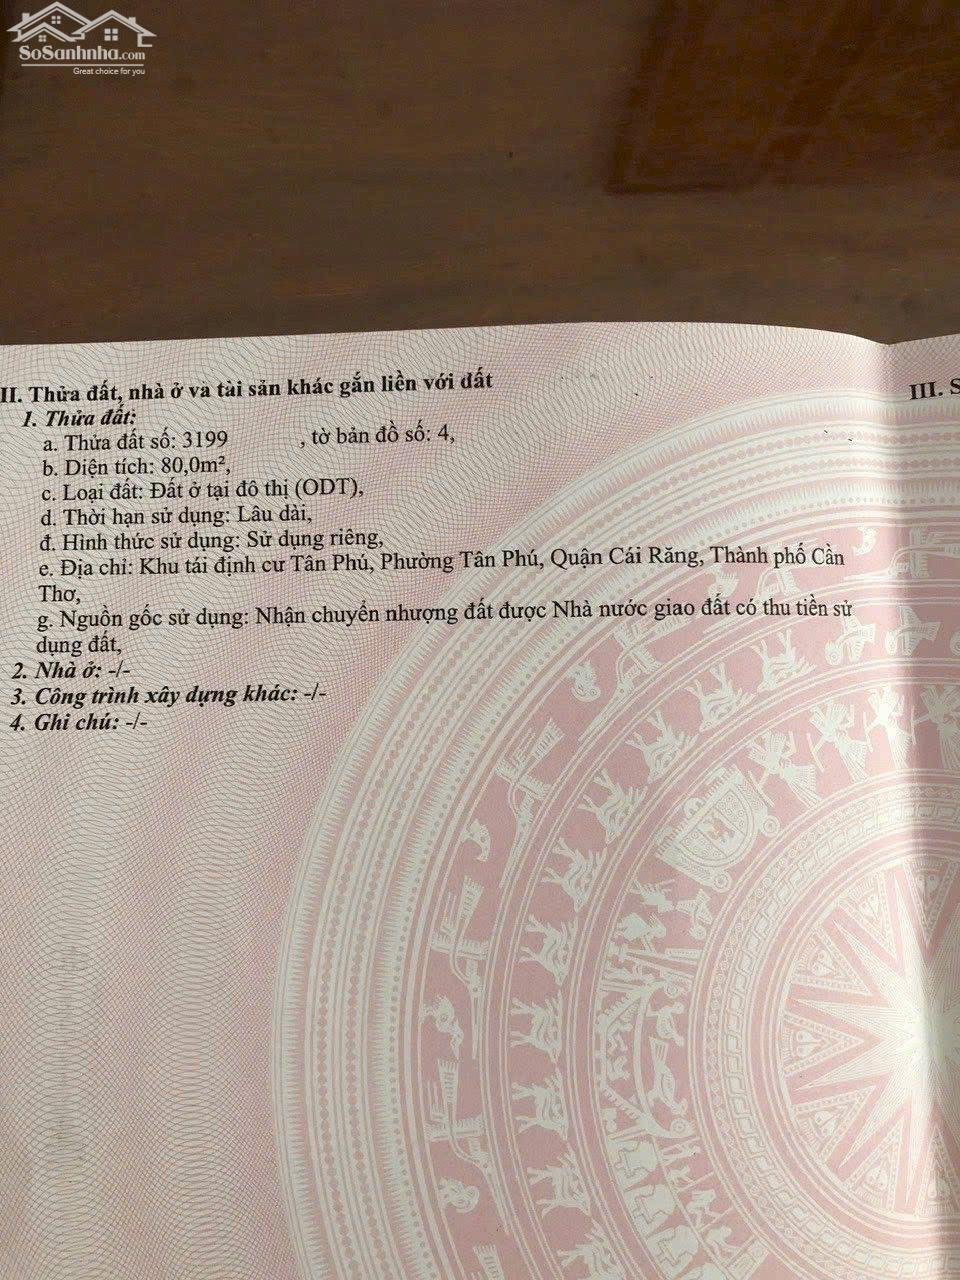 SoSanhnha.com
Great choice for you
II. Thửa đất, nhà ở va tài sản khác gắn liền với đất
III. S
1. Thửa đất:
a. Thửa đất số: 3199 , tờ bản đồ số: 4,
b. Diện tích: 80,0m²,
c. Loại đất: Đất ở tại đô thị (ODT),
d. Thời hạn sử dụng: Lâu dài,
đ. Hình thức sử dụng: Sử dụng riêng,
e. Địa chỉ: Khu tái định cư Tân Phú, Phường Tân Phú, Quận Cái Răng, Thành phố Cần
Thơ,
g. Nguồn gốc sử dụng: Nhận chuyển nhượng đất được Nhà nước giao đất có thu tiền sử
dụng đất,
2. Nhà ở: -/-
3. Công trình xây dựng khác: -/-
4. Ghi chú: -/-